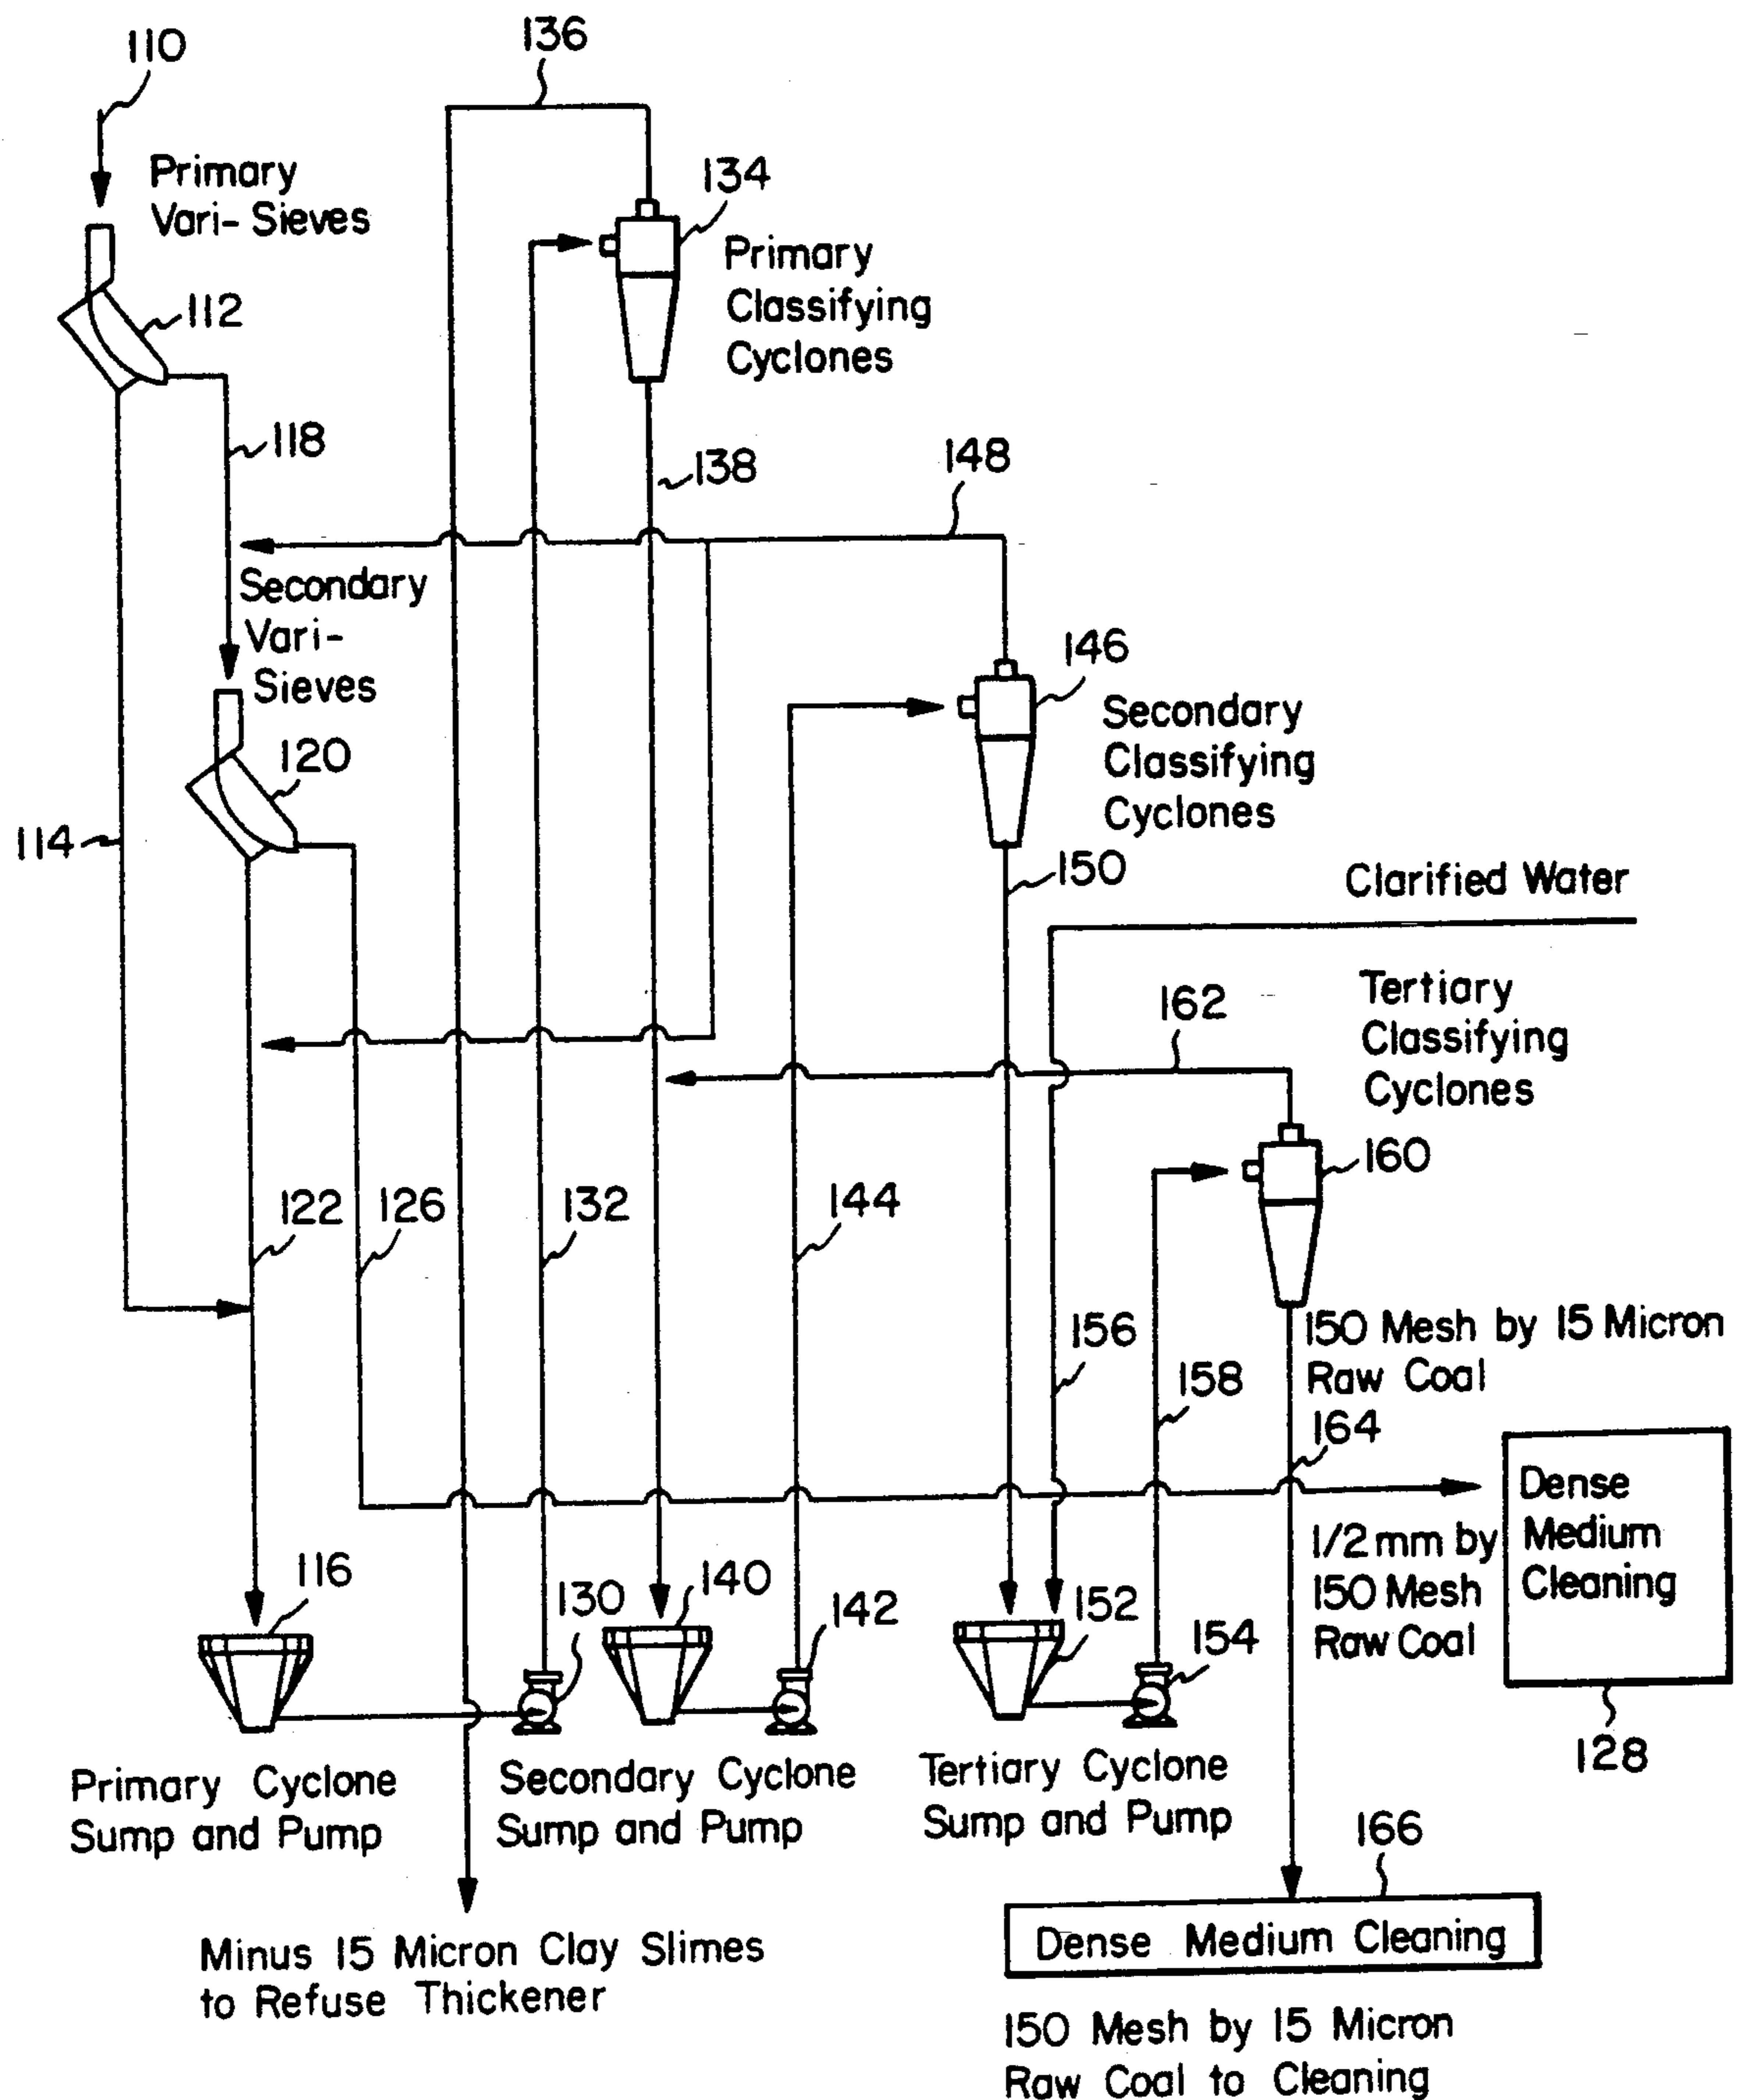 110
136
Primary
Vari- Sieves
134
Primary
Classifying
Cyclones
112
118
138
148
Secondary
Vari-
Sieves
146
Secondary
Classifying
Cyclones
120
114
150
Clarified Water
162
Tertiary
Classifying
Cyclones
160
122
126
132
144
156
158
150 Mesh by 15 Micron
Raw Coal
164
Dense
Medium
Cleaning
1/2 mm by
150 Mesh
Raw Coal
128
116
130
140
142
152
154
Primary Cyclone
Sump and Pump
Secondary Cyclone
Sump and Pump
Tertiary Cyclone
Sump and Pump
166
Minus 15 Micron Clay Slimes
to Refuse Thickener
Dense Medium Cleaning
150 Mesh by 15 Micron
Raw Coal to Cleaning